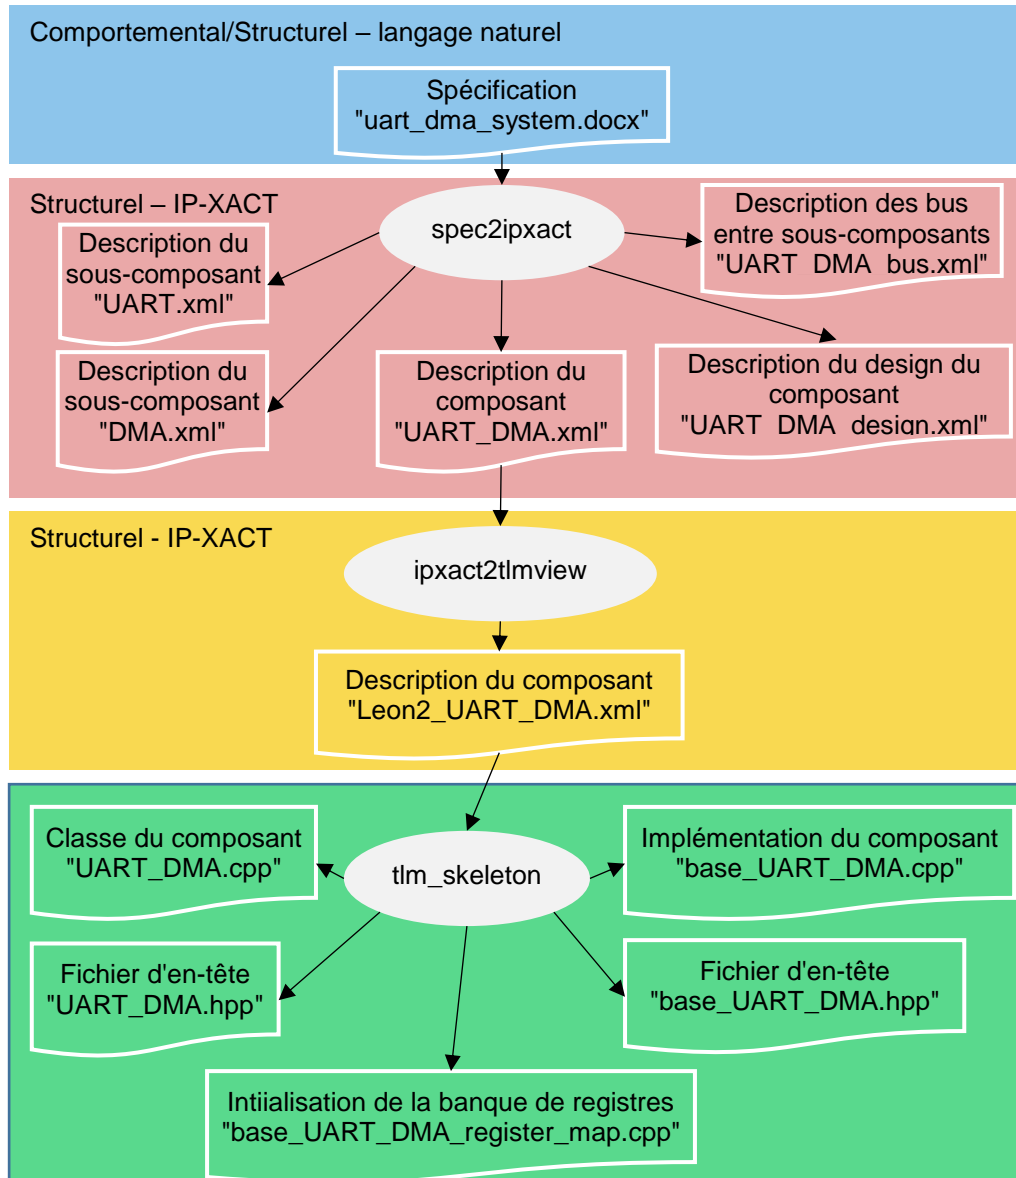 Comportemental/Structurel – langage naturel
Spécification
"uart_dma_system.docx"
Structurel – IP-XACT
spec2ipxact
Description du
sous-composant
"UART.xml"
Description des bus
entre sous-composants
"UART_DMA_bus.xml"
Description du
sous-composant
"DMA.xml"
Description du
composant
"UART_DMA.xml"
Description du design du
composant
"UART_DMA_design.xml"
Structurel - IP-XACT
ipxact2tlmview
Description du composant
"Leon2_UART_DMA.xml"
Classe du composant
"UART_DMA.cpp"
tlm_skeleton
Implémentation du composant
"base_UART_DMA.cpp"
Fichier d'en-tête
"UART_DMA.hpp"
Fichier d'en-tête
"base_UART_DMA.hpp"
Intiialisation de la banque de registres
"base_UART_DMA_register_map.cpp"